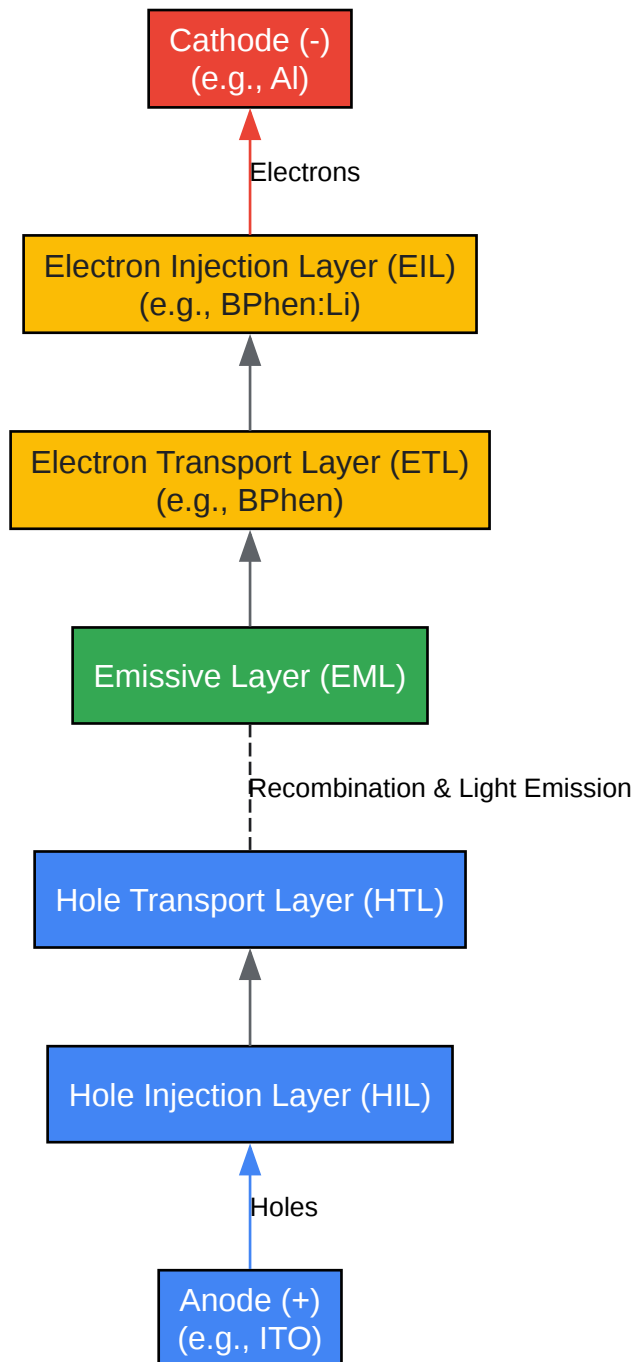 Cathode (-)
(e.g., Al)
Electrons
Electron Injection Layer (EIL)
(e.g., BPhen:Li)
Electron Transport Layer (ETL)
(e.g., BPhen)
Emissive Layer (EML)
Recombination & Light Emission
Hole Transport Layer (HTL)
Hole Injection Layer (HIL)
Holes
Anode (+)
(e.g., ITO)